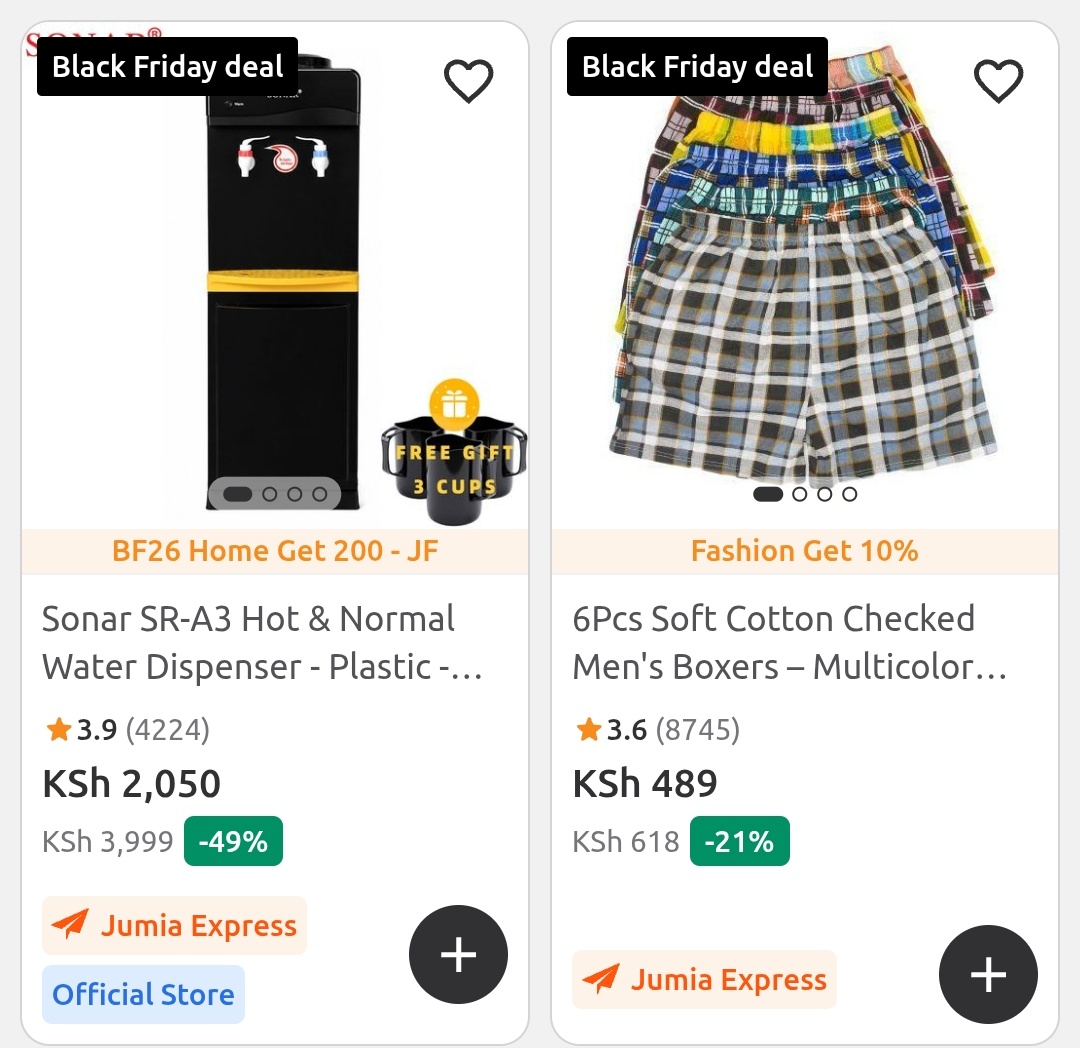 SONAR®
Black Friday deal
FREE GIFT
3 CUPS
BF26 Home Get 200 - JF
Sonar SR-A3 Hot & Normal
Water Dispenser - Plastic -...
3.9 (4224)
KSh 2,050
KSh 3,999 -49%
Jumia Express
Official Store
Black Friday deal
Fashion Get 10%
6Pcs Soft Cotton Checked
Men's Boxers – Multicolor...
3.6 (8745)
KSh 489
KSh 618 -21%
Jumia Express